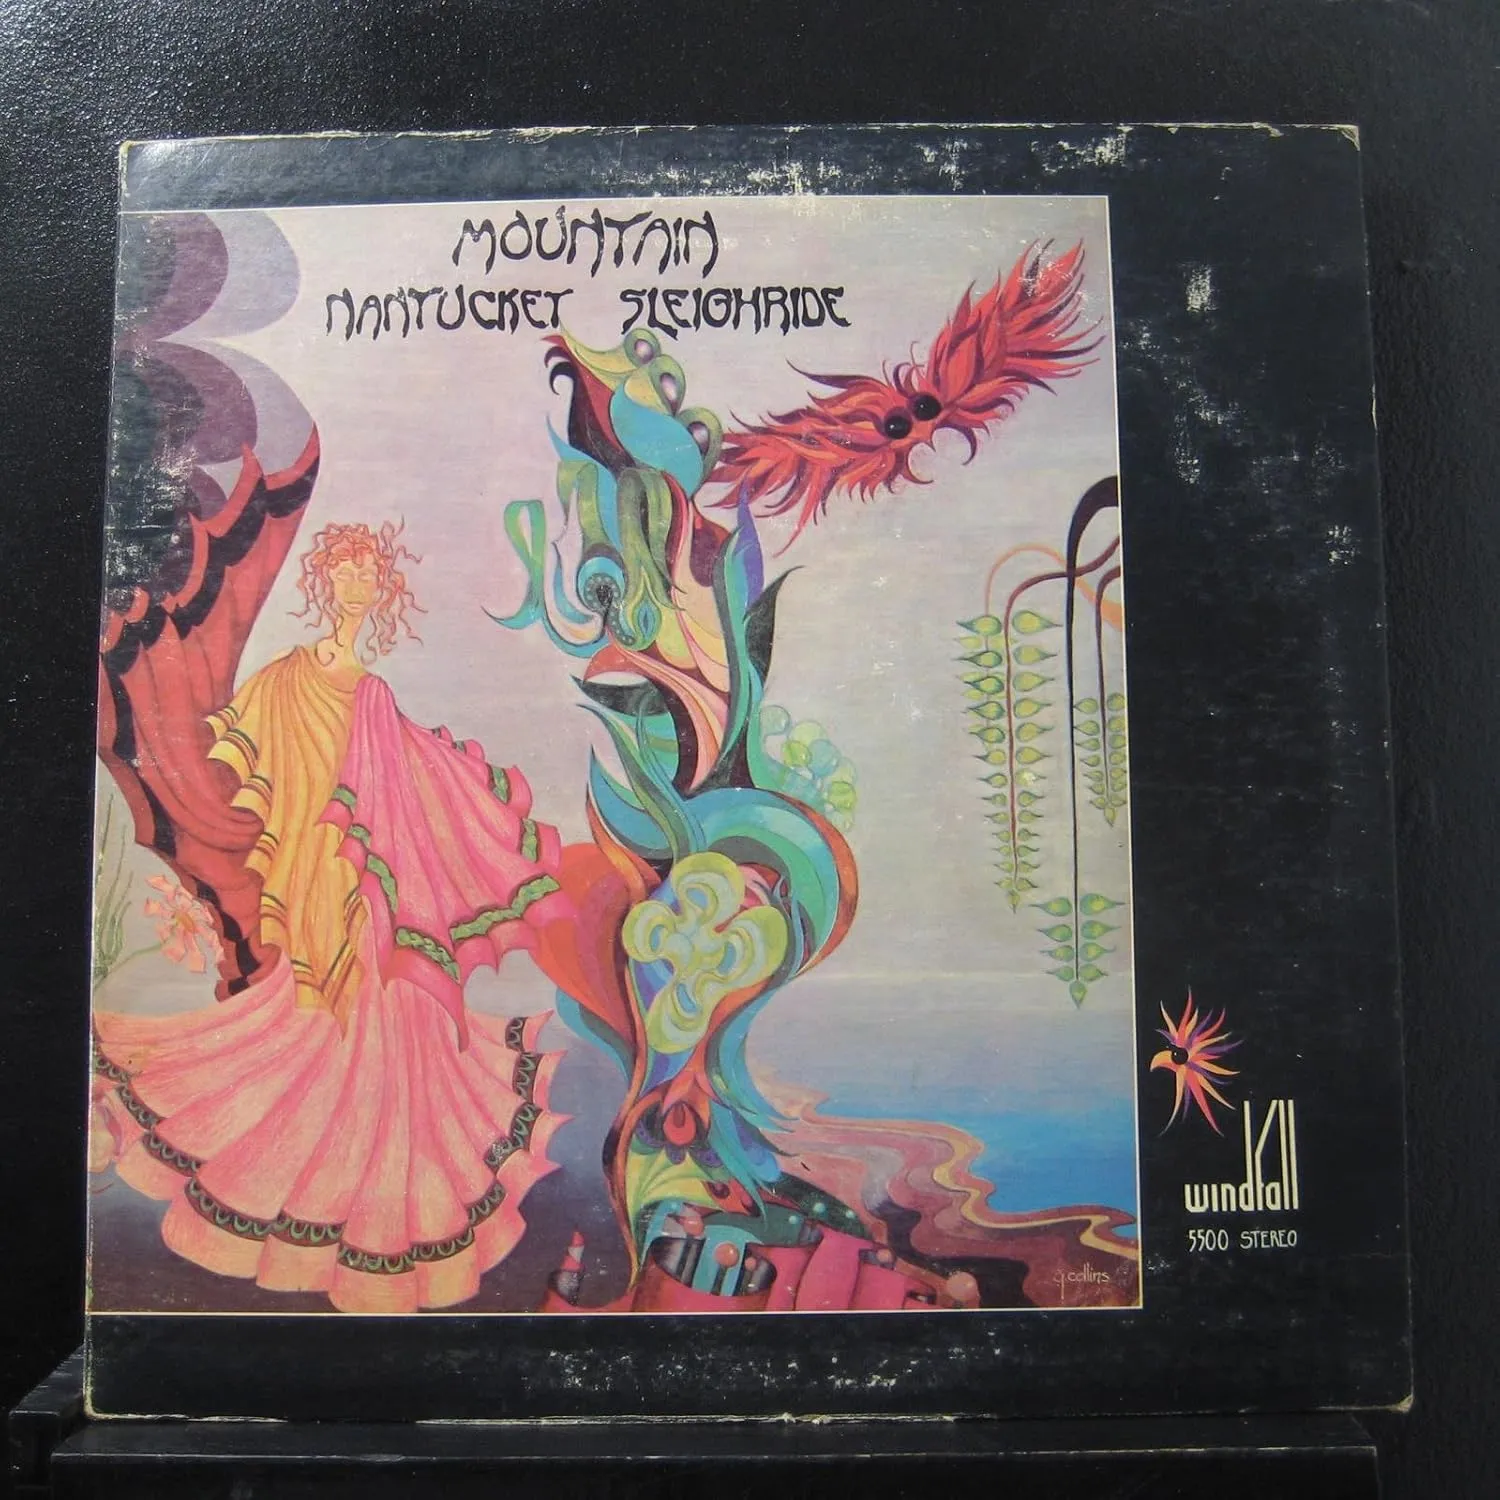 MOUNTAIN
NANTUCKET SLEIGHRIDE
g. collins
windfall
5500 STEREO